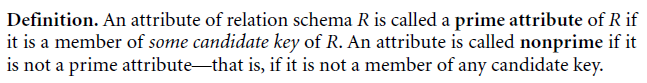 Definition. An attribute of relation schema R is called a prime attribute of R if
it is a member of some candidate key of R. An attribute is called nonprime if it
is not a prime attribute—that is, if it is not a member of any candidate key.